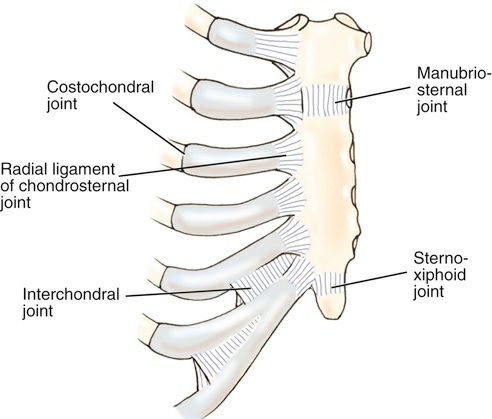 Costochondral
joint
Radial ligament
of chondrosternal
joint
Interchondral
joint
Manubrio-
sternal
joint
Sterno-
xiphoid
joint